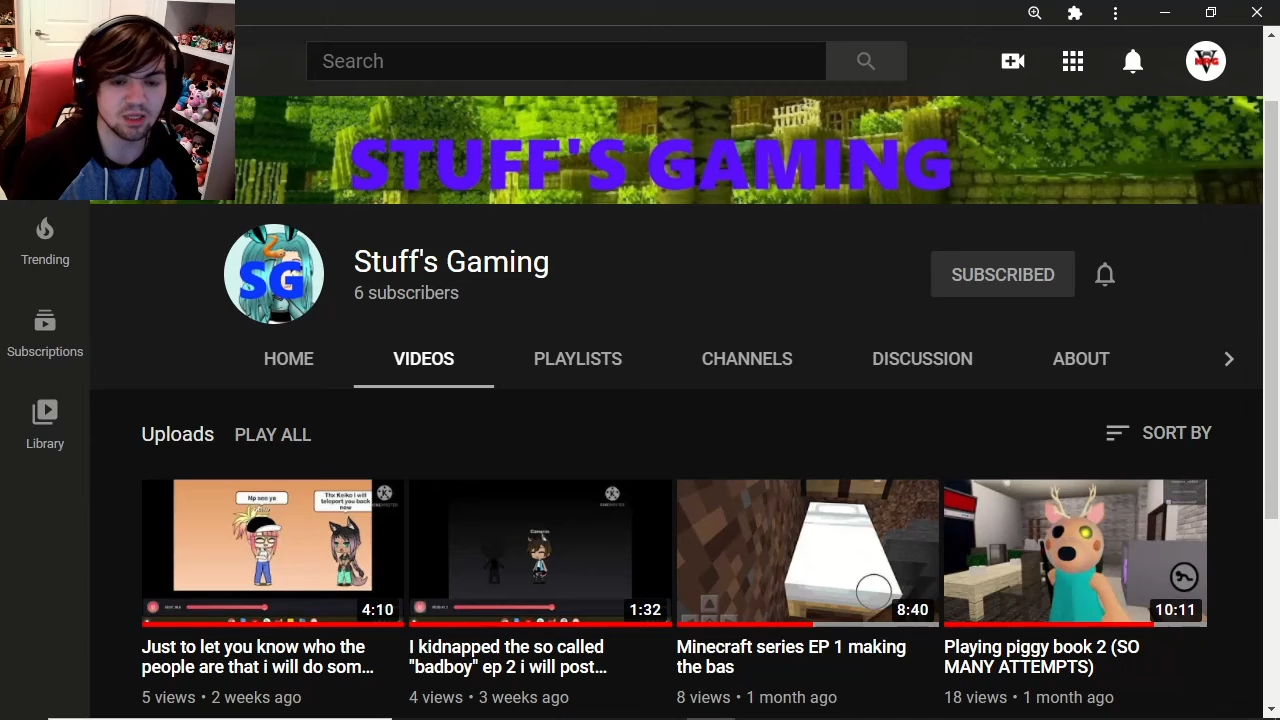 Search
STUFF'S GAMING
Trending
Subscriptions
Library
SG
Stuff's Gaming
6 subscribers
SUBSCRIBED
HOME
VIDEOS
PLAYLISTS
CHANNELS
DISCUSSION
ABOUT
Uploads
PLAY ALL
SORT BY
Np see ya
Thx Keiko I will
teleport you back
now
4:10
1:32
8:40
10:11
Just to let you know who the
people are that i will do som...
5 views • 2 weeks ago
I kidnapped the so called
"badboy" ep 2 i will post...
4 views • 3 weeks ago
Minecraft series EP 1 making
the bas
8 views • 1 month ago
Playing piggy book 2 (SO
MANY ATTEMPTS)
18 views • 1 month ago